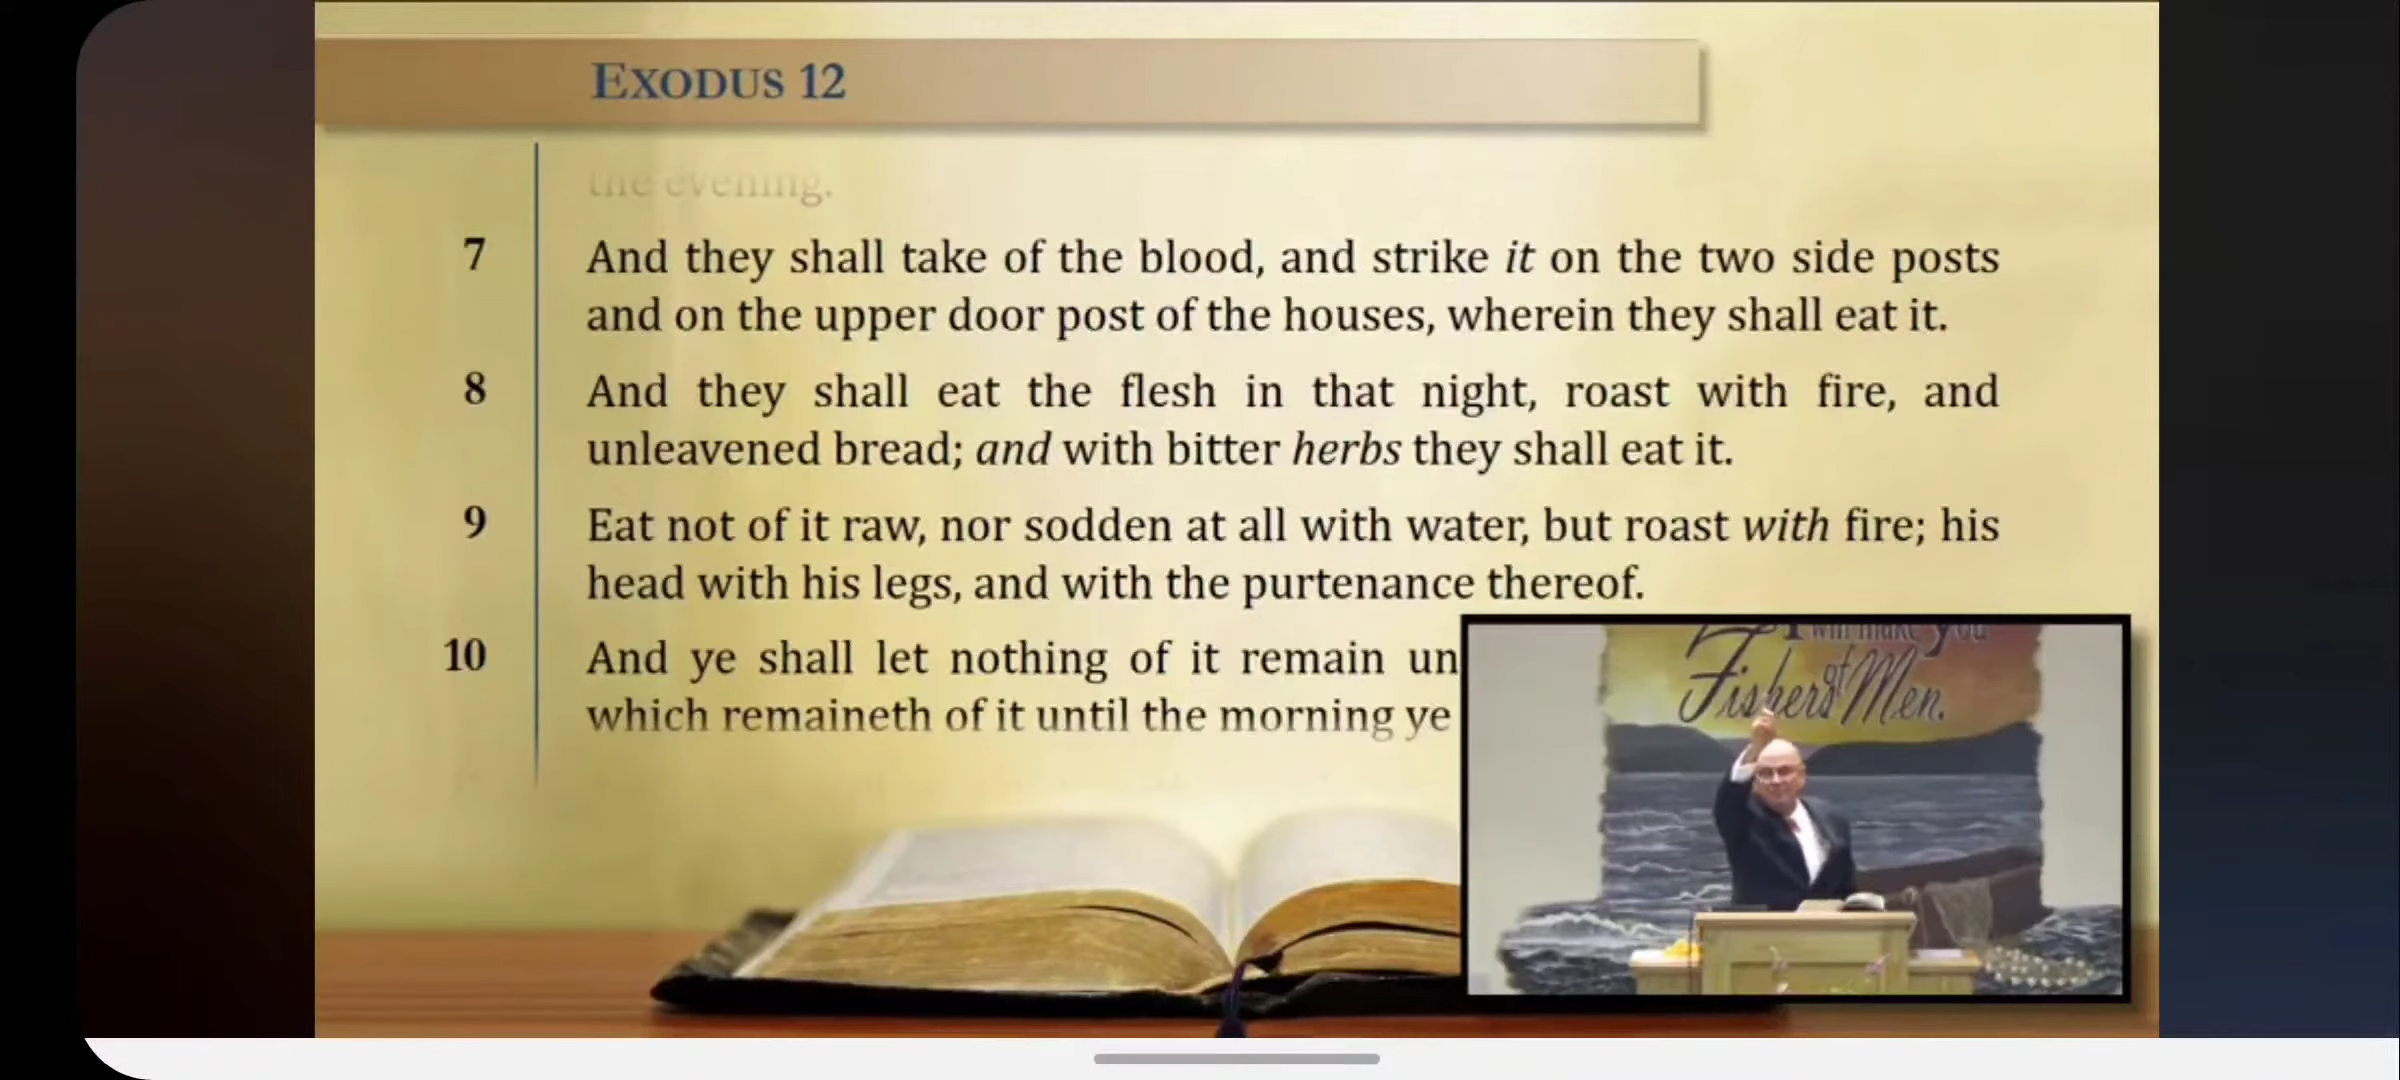 EXODUS 12
the evening.
7 And they shall take of the blood, and strike it on the two side posts
and on the upper door post of the houses, wherein they shall eat it.
8 And they shall eat the flesh in that night, roast with fire, and
unleavened bread; and with bitter herbs they shall eat it.
9 Eat not of it raw, nor sodden at all with water, but roast with fire; his
head with his legs, and with the purtenance thereof.
10 And ye shall let nothing of it remain un
which remaineth of it until the morning ye
I will make you
Fishers of Men.